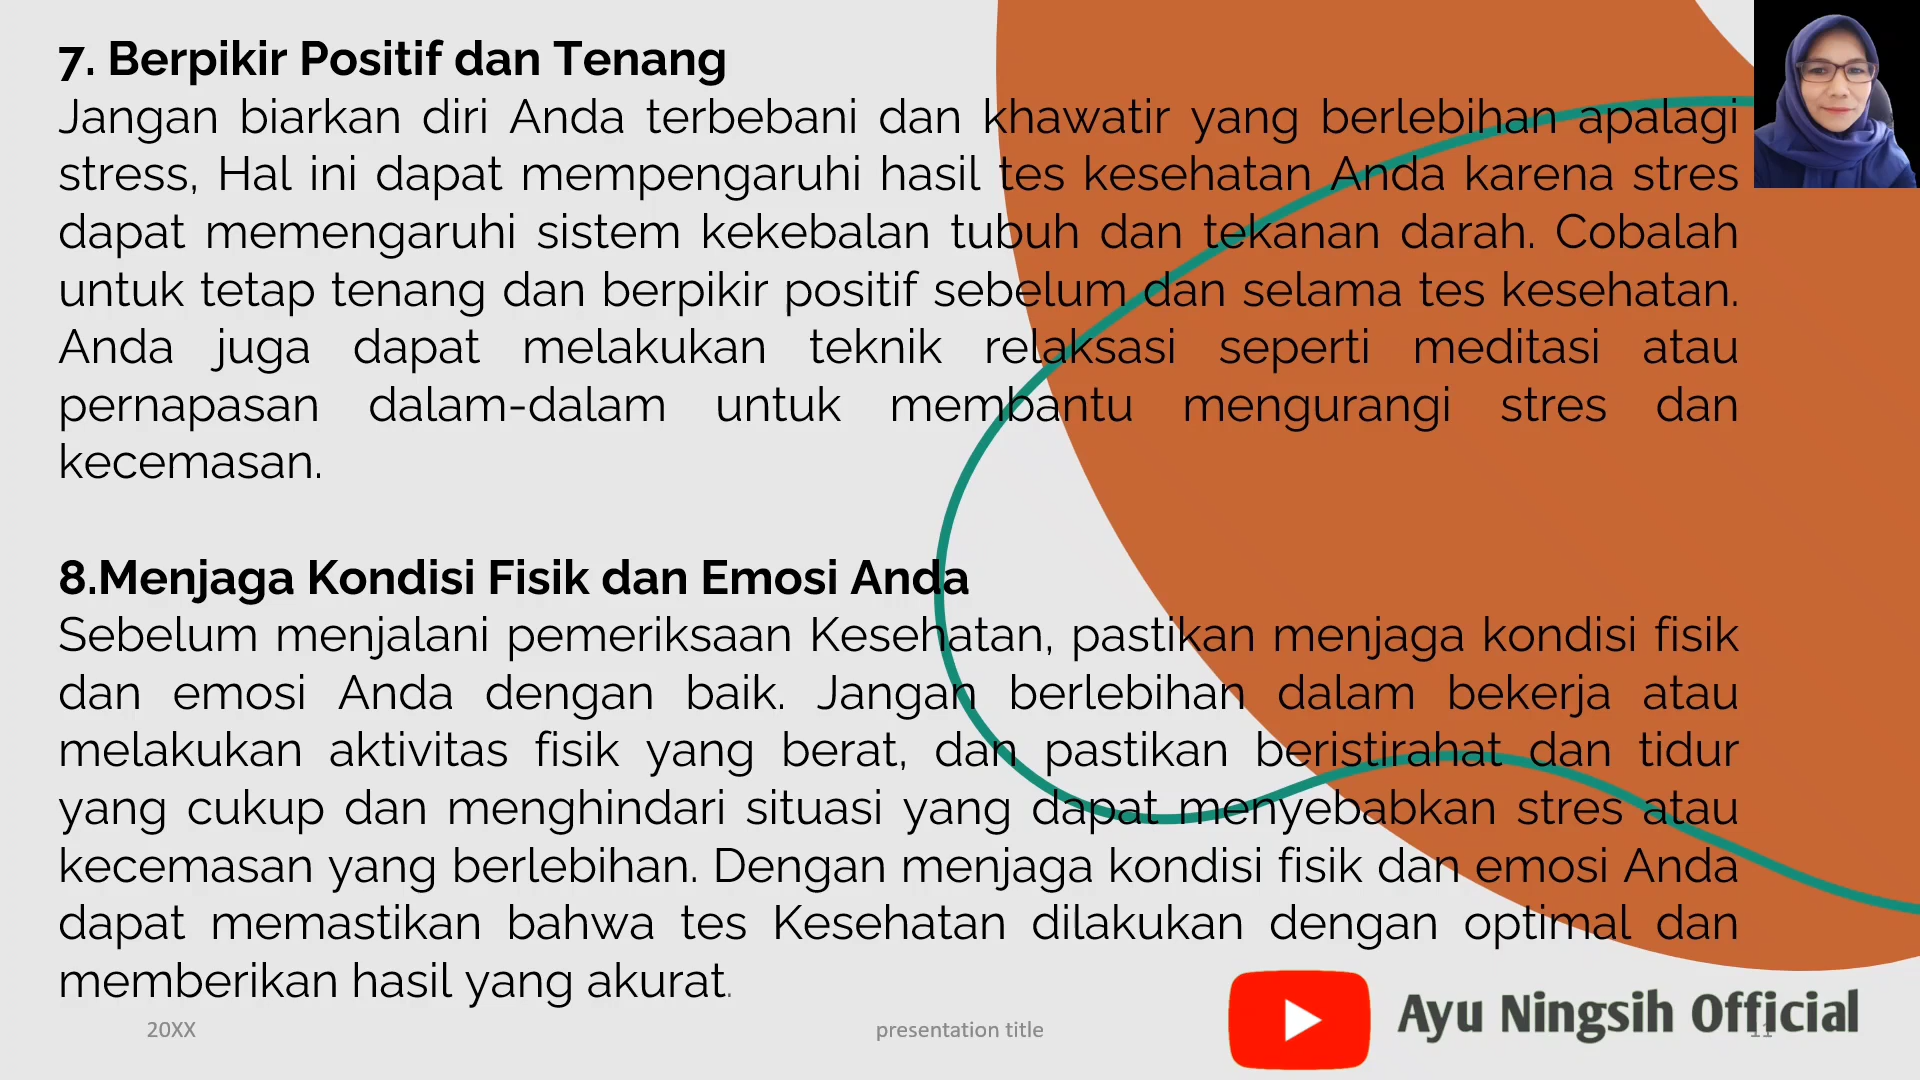 7. Berpikir Positif dan Tenang
Jangan biarkan diri Anda terbebani dan khawatir yang berlebihan apalagi
stress, Hal ini dapat mempengaruhi hasil tes kesehatan Anda karena stres
dapat memengaruhi sistem kekebalan tubuh dan tekanan darah. Cobalah
untuk tetap tenang dan berpikir positif sebelum dan selama tes kesehatan.
Anda juga dapat melakukan teknik relaksasi seperti meditasi atau
pernapasan dalam-dalam untuk membantu mengurangi stres dan
kecemasan.
8.Menjaga Kondisi Fisik dan Emosi Anda
Sebelum menjalani pemeriksaan Kesehatan, pastikan menjaga kondisi fisik
dan emosi Anda dengan baik. Jangan berlebihan dalam bekerja atau
melakukan aktivitas fisik yang berat, dan pastikan beristirahat dan tidur
yang cukup dan menghindari situasi yang dapat menyebabkan stres atau
kecemasan yang berlebihan. Dengan menjaga kondisi fisik dan emosi Anda
dapat memastikan bahwa tes Kesehatan dilakukan dengan optimal dan
memberikan hasil yang akurat.
20XX
presentation title
Ayu Ningsih Official
11